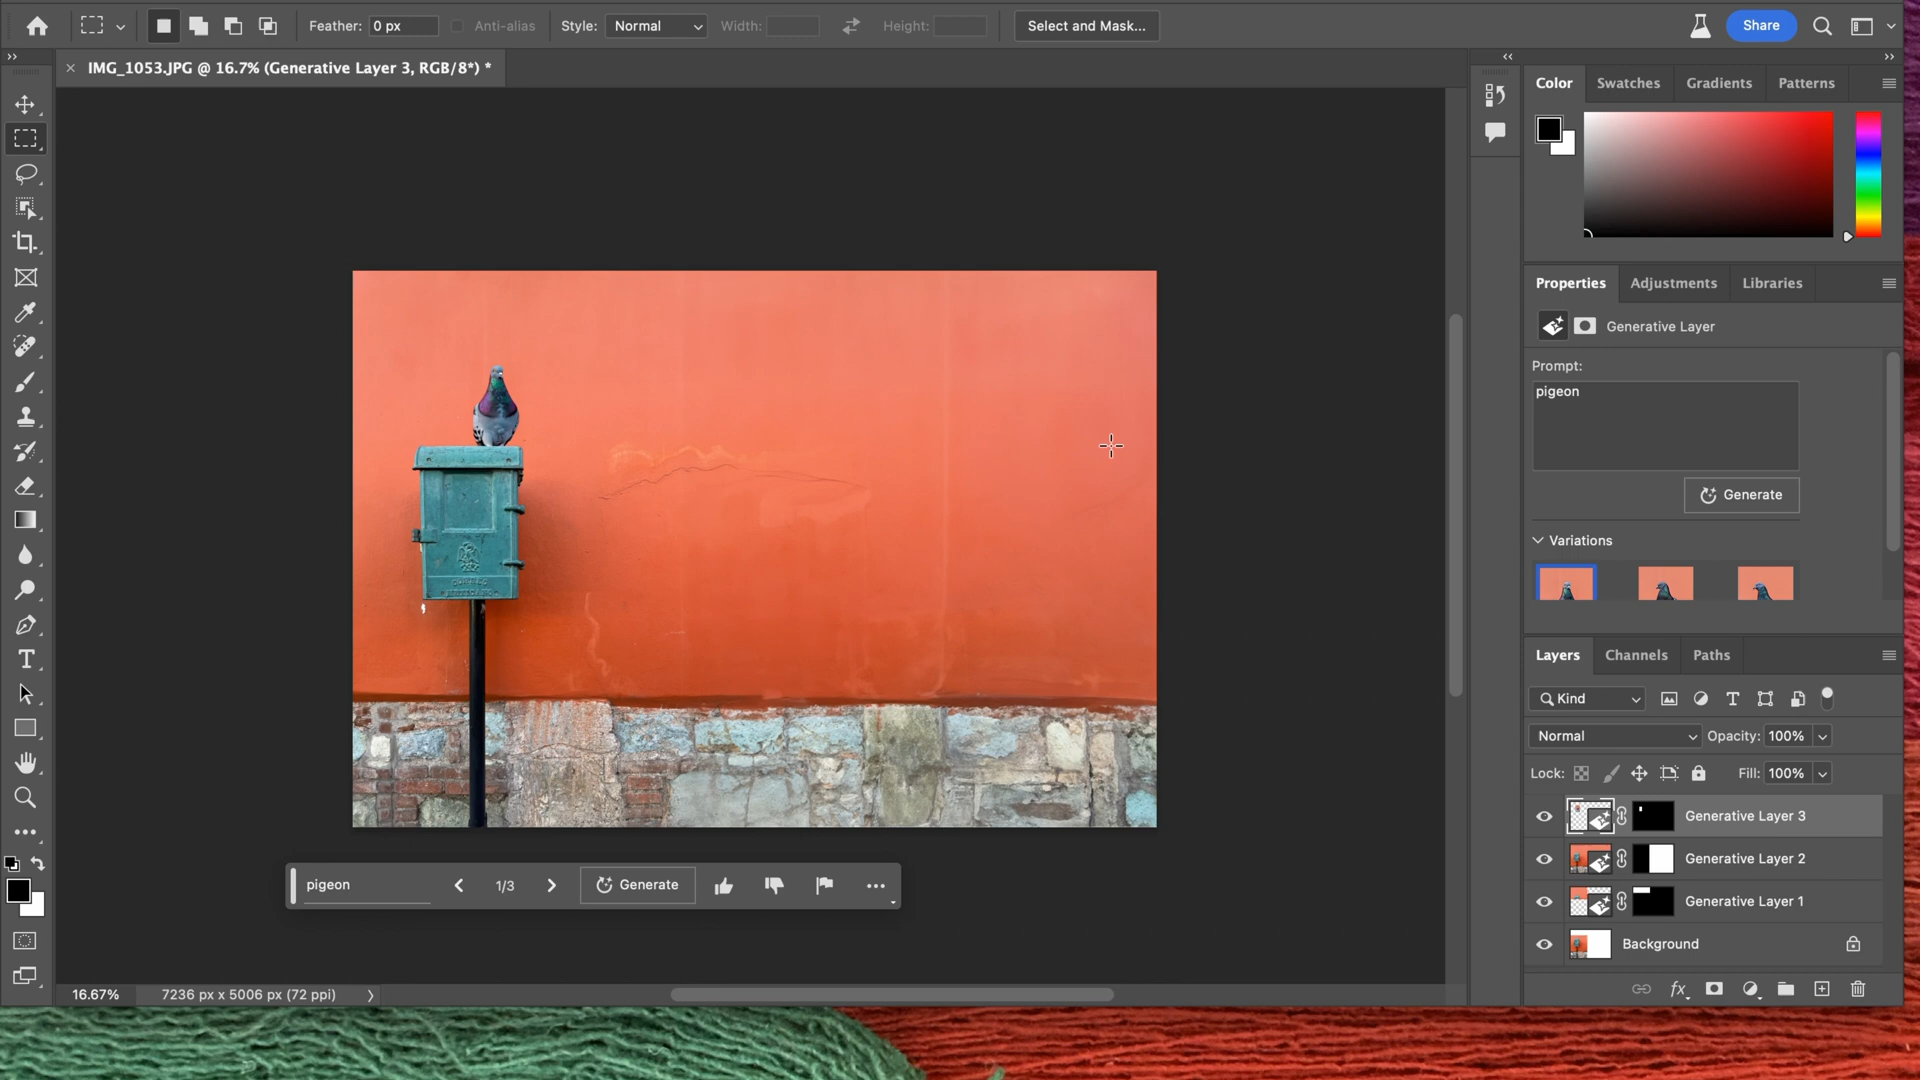 Feather: 0 px Anti-alias Style: Normal Width: Height: Select and Mask... Share
× IMG_1053.JPG @ 16.7% (Generative Layer 3, RGB/8*) *
Color Swatches Gradients Patterns
Properties Adjustments Libraries
Generative Layer
Prompt:
pigeon
Generate
Variations
Layers Channels Paths
Kind
Normal Opacity: 100%
Lock: Fill: 100%
Generative Layer 3
Generative Layer 2
Generative Layer 1
Background
pigeon 1/3 Generate
16.67% 7236 px x 5006 px (72 ppi)